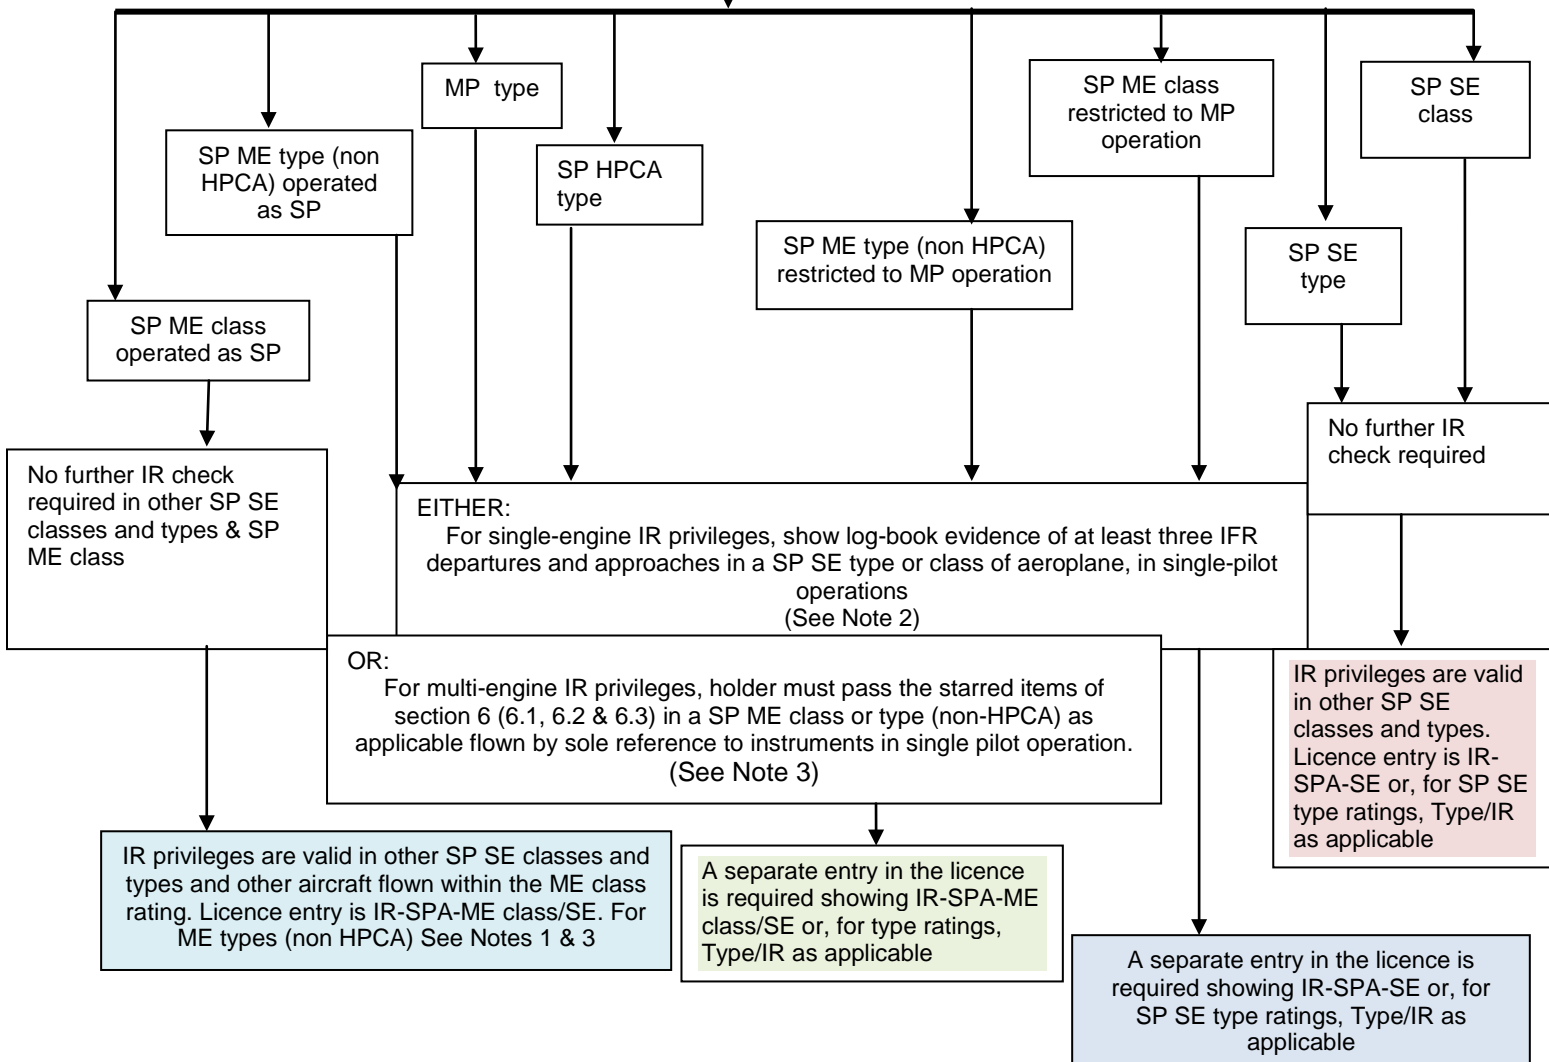 MP type
SP ME class
restricted to MP
operation
SP SE
class
SP ME type (non
HPCA) operated
as SP
SP HPCA
type
SP ME type (non HPCA)
restricted to MP operation
SP SE
type
SP ME class
operated as SP
No further IR
check required
No further IR check
required in other SP SE
classes and types & SP
ME class
EITHER:
For single-engine IR privileges, show log-book evidence of at least three IFR
departures and approaches in a SP SE type or class of aeroplane, in single-pilot
operations
(See Note 2)
OR:
For multi-engine IR privileges, holder must pass the starred items of
section 6 (6.1, 6.2 & 6.3) in a SP ME class or type (non-HPCA) as
applicable flown by sole reference to instruments in single pilot operation.
(See Note 3)
IR privileges are valid
in other SP SE
classes and types.
Licence entry is IR-
SPA-SE or, for SP SE
type ratings, Type/IR
as applicable
IR privileges are valid in other SP SE classes and
types and other aircraft flown within the ME class
rating. Licence entry is IR-SPA-ME class/SE. For
ME types (non HPCA) See Notes 1 & 3
A separate entry in the licence
is required showing IR-SPA-ME
class/SE or, for type ratings,
Type/IR as applicable
A separate entry in the licence is
required showing IR-SPA-SE or, for
SP SE type ratings, Type/IR as
applicable